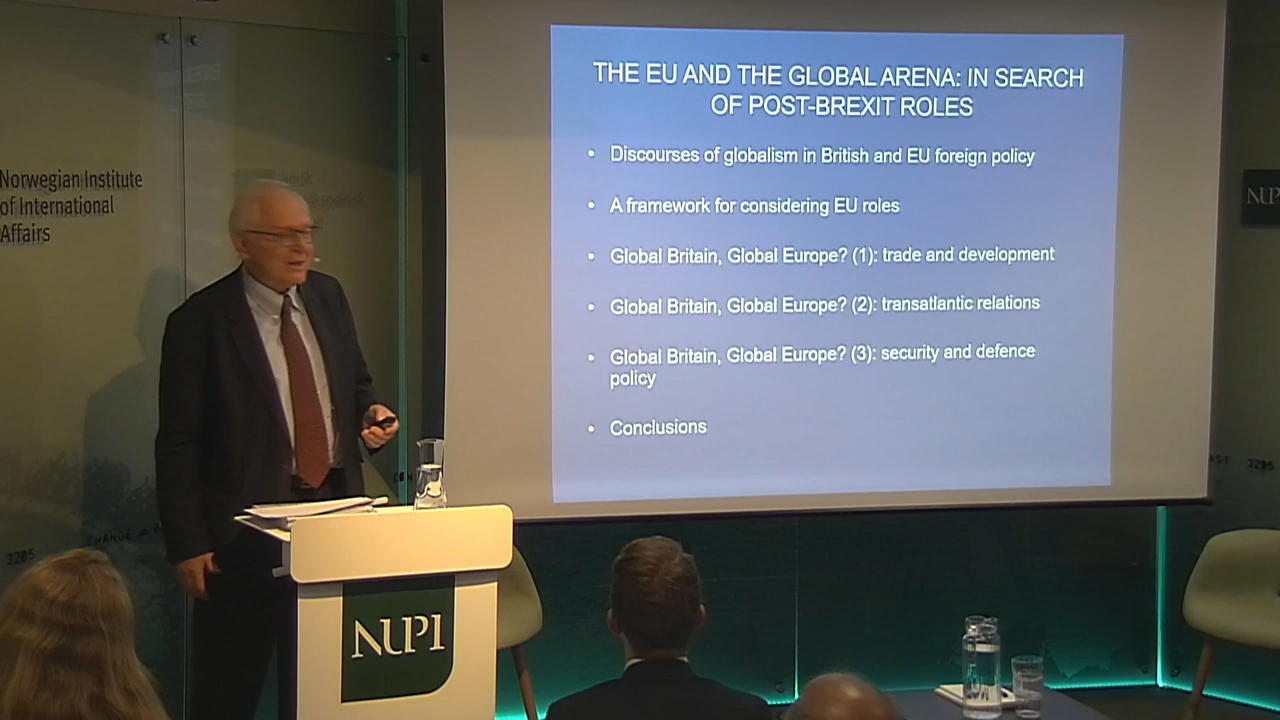 Norwegian Institute
of International
Affairs
THE EU AND THE GLOBAL ARENA: IN SEARCH
OF POST-BREXIT ROLES
• Discourses of globalism in British and EU foreign policy
• A framework for considering EU roles
• Global Britain, Global Europe? (1): trade and development
• Global Britain, Global Europe? (2): transatlantic relations
• Global Britain, Global Europe? (3): security and defence
policy
• Conclusions
NUPI
3205
CHANGE
3205